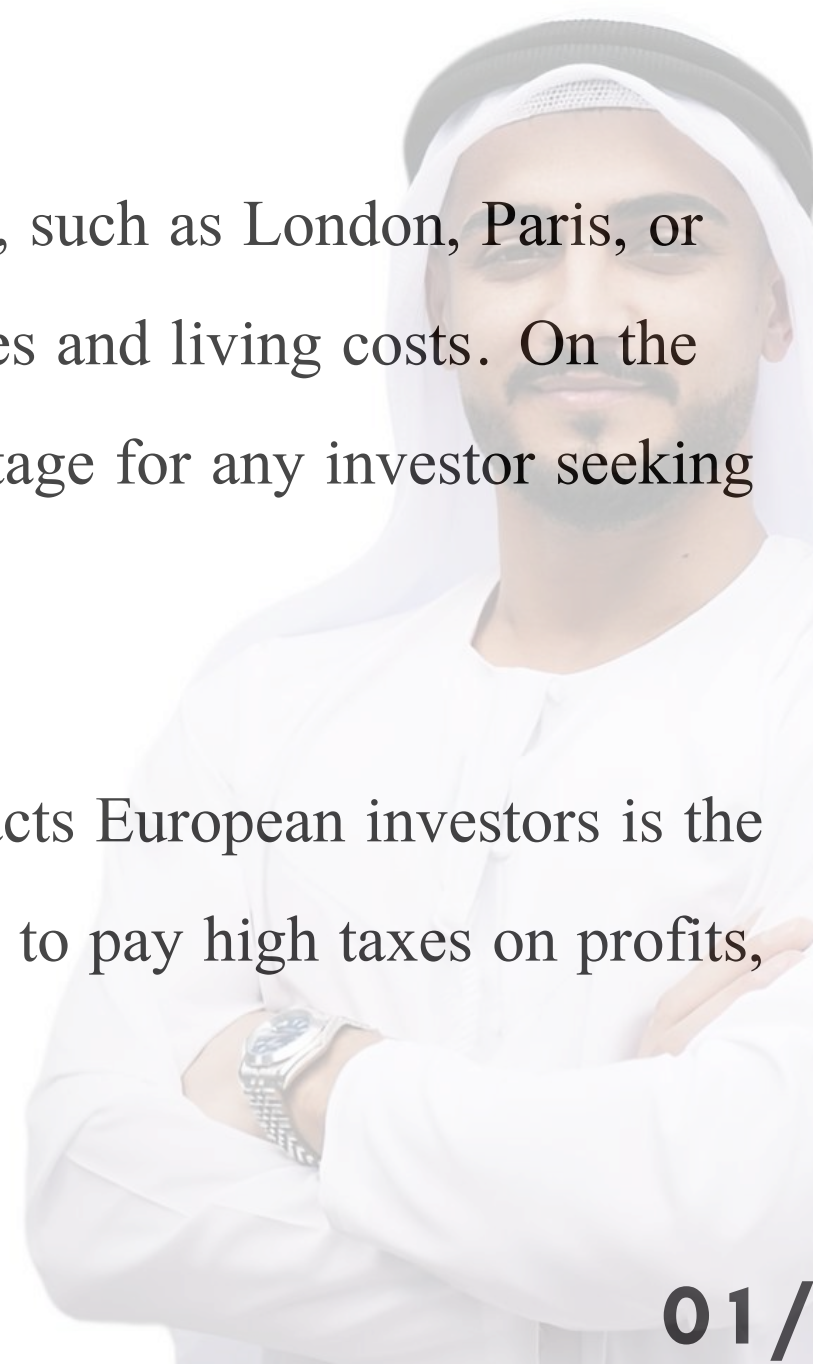 , such as London, Paris, or
es and living costs. On the
tage for any investor seeking
acts European investors is the
to pay high taxes on profits,
01/